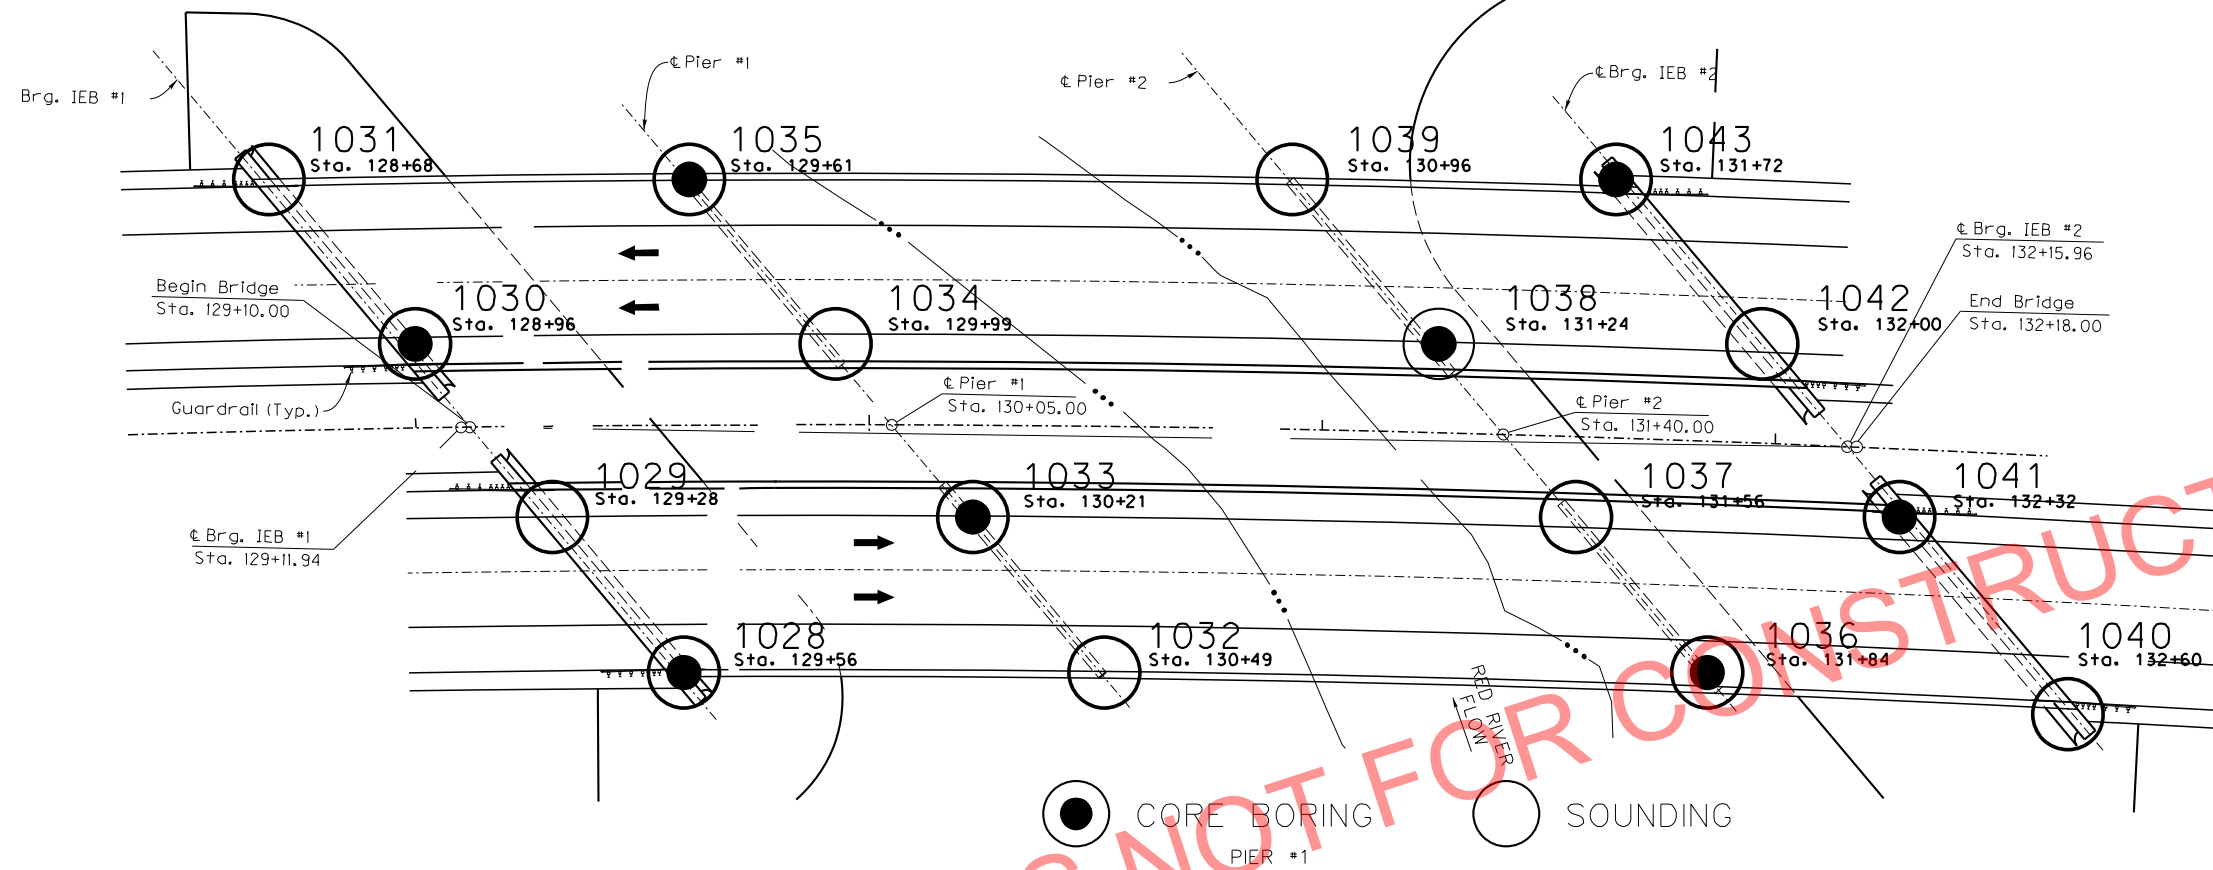 ℄ Pier #1
℄ Pier #2
℄ Brg. IEB #2
Brg. IEB #1
1031
Sta. 128+68
1035
Sta. 129+61
1039
Sta. 130+96
1043
Sta. 131+72
℄ Brg. IEB #2
Sta. 132+15.96
Begin Bridge
Sta. 129+10.00
1030
Sta. 128+96
1034
Sta. 129+99
1038
Sta. 131+24
1042
Sta. 132+00
End Bridge
Sta. 132+18.00
Guardrail (Typ.)
℄ Pier #1
Sta. 130+05.00
℄ Pier #2
Sta. 131+40.00
1029
Sta. 129+28
1033
Sta. 130+21
1037
Sta. 131+56
1041
Sta. 132+32
℄ Brg. IEB #1
Sta. 129+11.94
1028
Sta. 129+56
1032
Sta. 130+49
1036
Sta. 131+84
1040
Sta. 132+60
RED RIVER
FLOW
CORE BORING
SOUNDING
PIER #1
NOT FOR CONSTRUCT